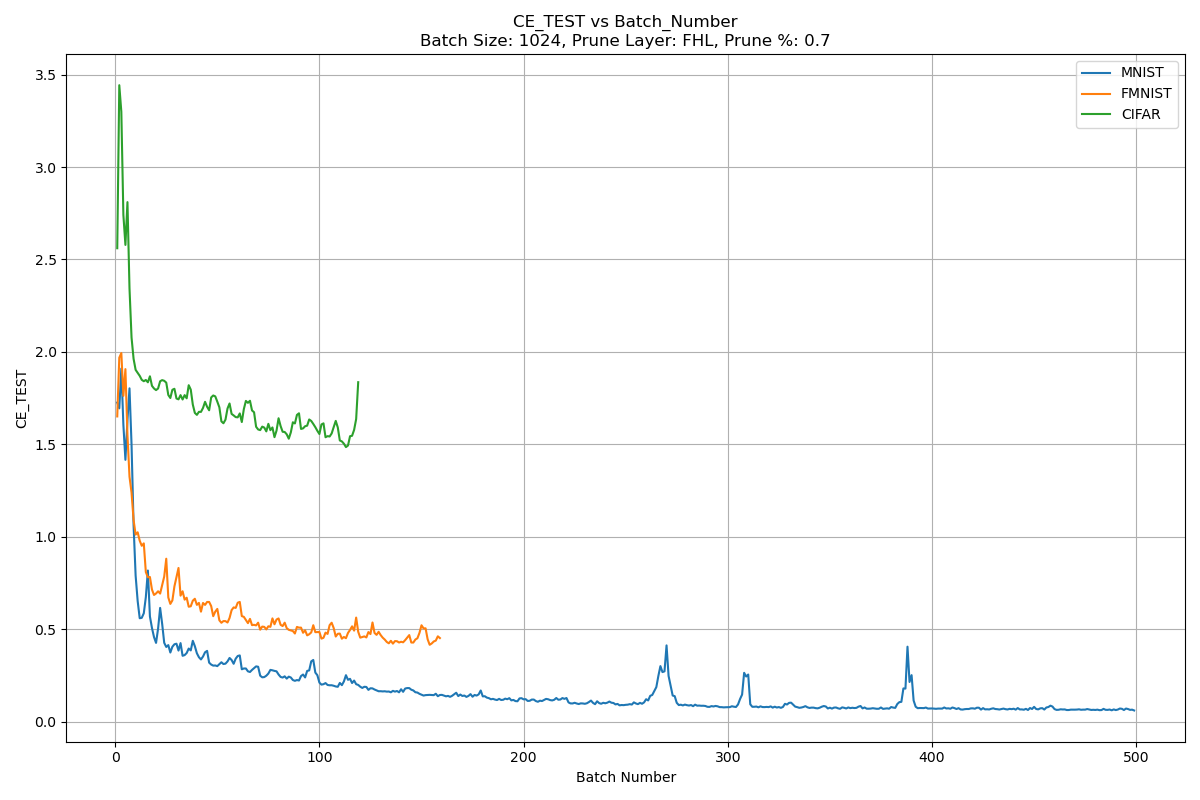 CE_TEST vs Batch_Number
Batch Size: 1024, Prune Layer: FHL, Prune %: 0.7
MNIST
FMNIST
CIFAR
CE_TEST
3.5
3.0
2.5
2.0
1.5
1.0
0.5
0.0
0 100 200 300 400 500
Batch Number